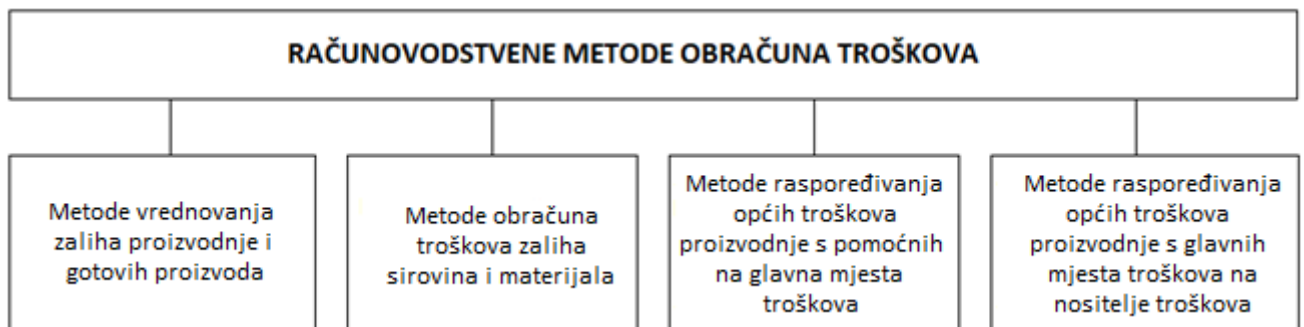 RAČUNOVODSTVENE METODE OBRAČUNA TROŠKOVA
Metode vrednovanja
zaliha proizvodnje i
gotovih proizvoda
Metode obračuna
troškova zaliha
sirovina i materijala
Metode raspoređivanja
općih troškova
proizvodnje s pomoćnih
na glavna mjesta
troškova
Metode raspoređivanja
općih troškova
proizvodnje s glavnih
mjesta troškova na
nositelje troškova